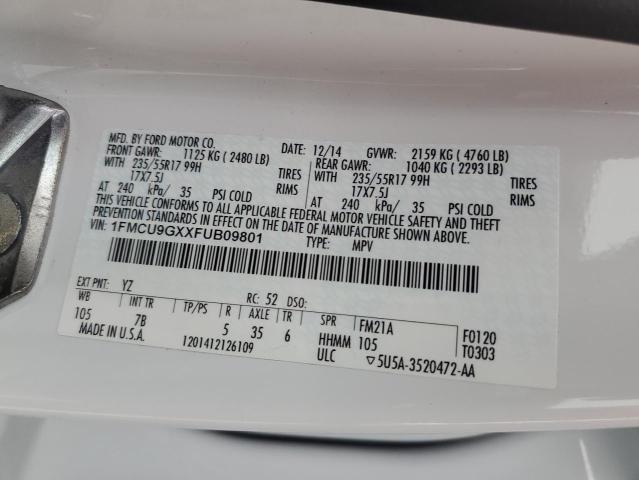 MFD. BY FORD MOTOR CO. DATE: 12/14 GVWR: 2159 KG ( 4760 LB)
FRONT GAWR: 1125 KG ( 2480 LB) REAR GAWR: 1040 KG ( 2293 LB)
WITH 235/55R17 99H TIRES WITH 235/55R17 99H TIRES
17X7.5J RIMS 17X7.5J RIMS
AT 240 kPa/ 35 PSI COLD AT 240 kPa/ 35 PSI COLD
THIS VEHICLE CONFORMS TO ALL APPLICABLE FEDERAL MOTOR VEHICLE SAFETY AND THEFT
PREVENTION STANDARDS IN EFFECT ON THE DATE OF MANUFACTURE SHOWN ABOVE.
VIN: 1FMCU9GXXFUB09801 TYPE: MPV
EXT PNT: YZ RC: 52 DSO:
WB INT TR TP/PS R AXLE TR SPR FM21A F0120
105 7B 5 35 6 HHMM 105 T0303
MADE IN U.S.A. 1201412126109 ULC ▽5U5A-3520472-AA